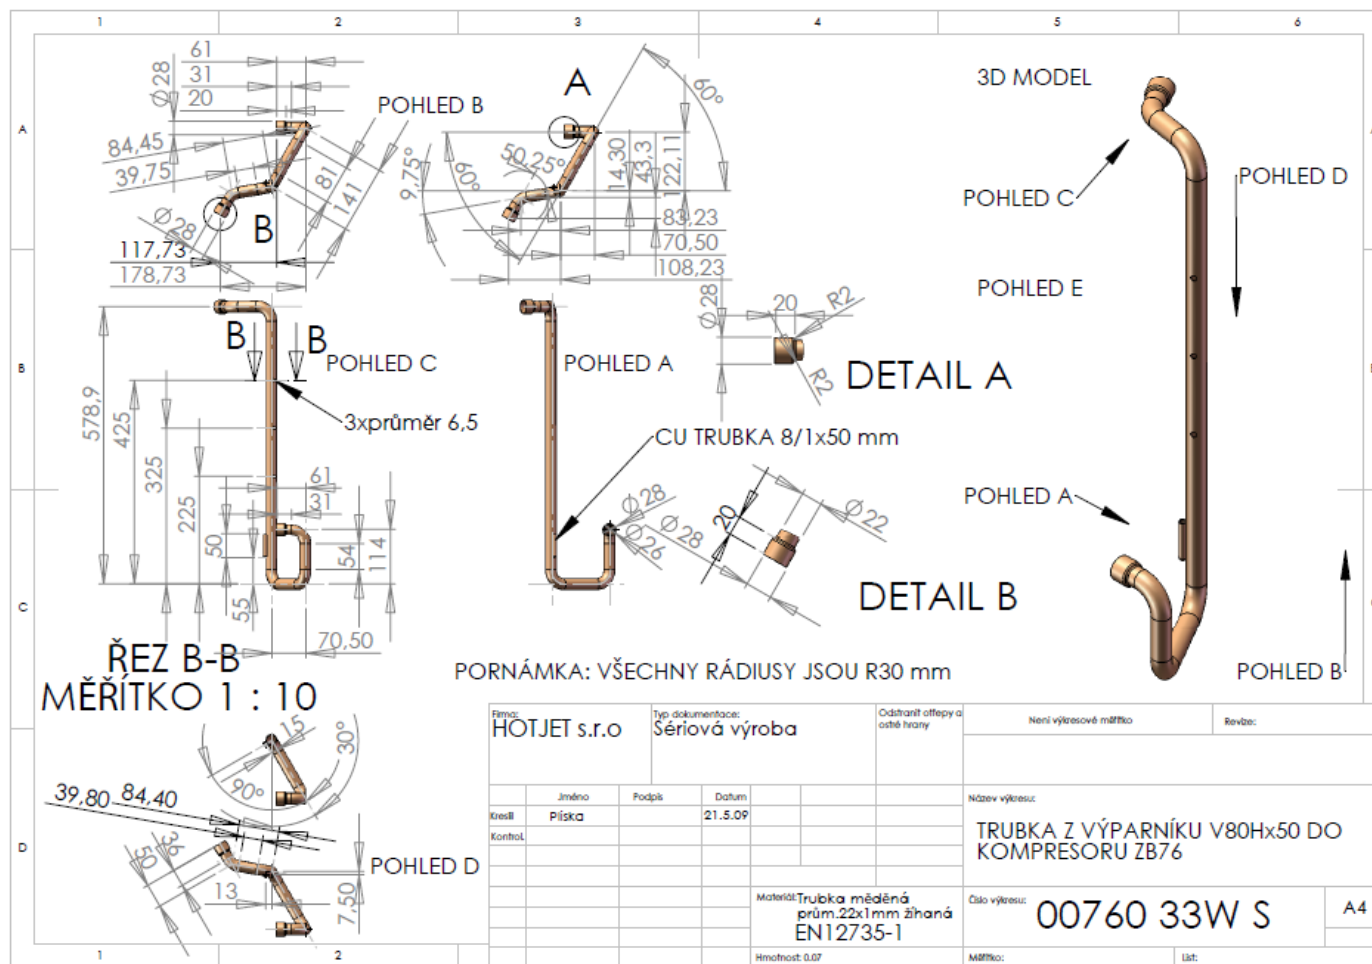 1 2 3 4 5 6
A
B
C
D
61
31
20
Ø28
POHLED B
84,45
39,75
81
141
Ø28
B
117,73
178,73
A
60°
50,25°
9,75°
60°
14,30
43,3
122,11
83,23
70,50
108,23
3D MODEL
POHLED C
POHLED D
POHLED E
POHLED A
POHLED B
B B
POHLED C
3xprůměr 6,5
578,9
425
325
225
50
55
61
31
54
114
70,50
POHLED A
CU TRUBKA 8/1x50 mm
Ø28
Ø26
Ø28
20
R2
R2
DETAIL A
Ø28
20
Ø22
DETAIL B
ŘEZ B-B
MĚŘÍTKO 1 : 10
PORNÁMKA: VŠECHNY RÁDIUSY JSOU R30 mm
15
30°
90°
39,80 84,40
36
50
13
7,50
POHLED D
Firma:
HOTJET s.r.o
Typ dokumentace:
Sériová výroba
Odstranit otřepy a
ostré hrany
Není výkresové měřítko
Revize:
Jméno Podpis Datum
Kreslil Plíska 21.5.09
Kontrol.
Název výkresu:
TRUBKA Z VÝPARNÍKU V80Hx50 DO
KOMPRESORU ZB76
Materiál: Trubka měděná
prům.22x1mm žíhaná
EN12735-1
Číslo výkresu:
00760 33W S
A4
Hmotnost: 0.07
Měřítko:
List:
1 2